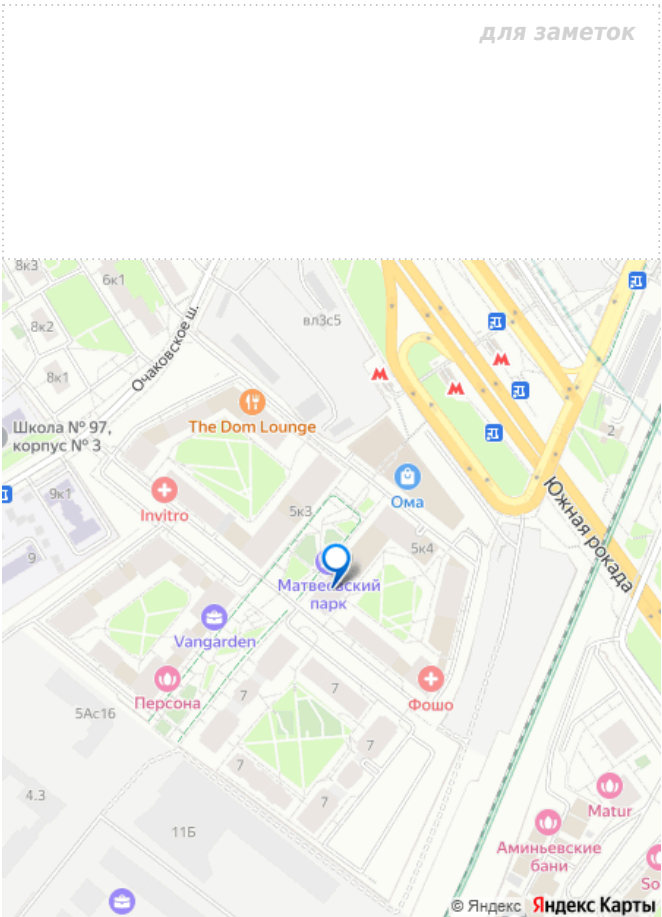 для заметок
8к3
6к1
вл3с5
8к2
Очаковское ш.
8к1
The Dom Lounge
Школа № 97,
корпус № 3
2
Invitro
9к1
Ома
5к3
Южная рокада
5к4
9
Матвеевский
парк
Vangarden
Персона
7
7
Фошо
5Ас16
7
7
7
4.3
11Б
Matur
Аминьевские
бани
So
© Яндекс Яндекс Карты